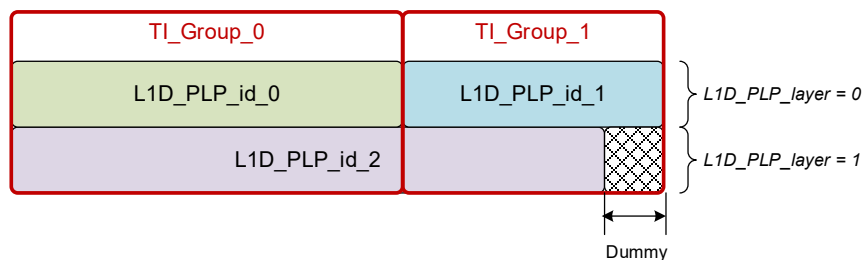 TI_Group_0
TI_Group_1
L1D_PLP_id_0
L1D_PLP_id_1
L1D_PLP_layer = 0
L1D_PLP_id_2
L1D_PLP_layer = 1
Dummy